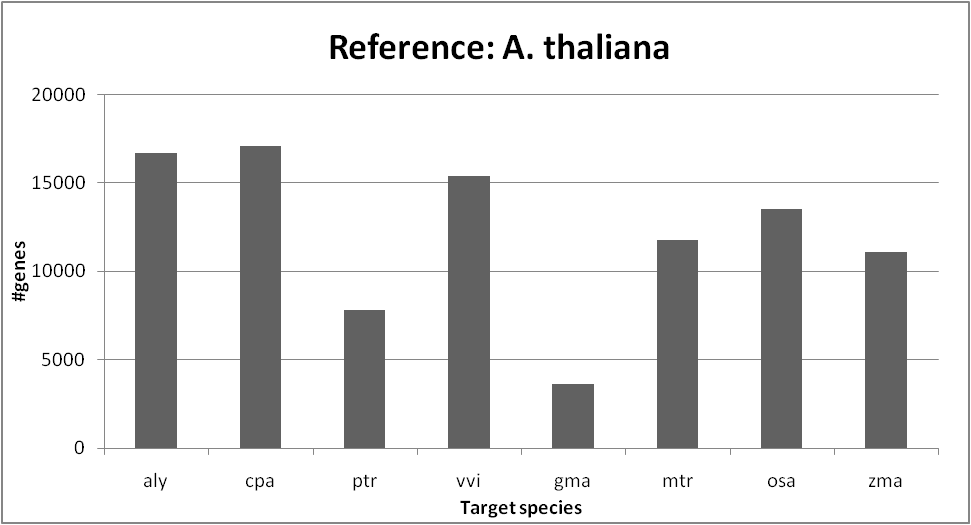 Reference: A. thaliana
20000
15000
10000
5000
0
#genes
aly cpa ptr vvi gma mtr osa zma
Target species